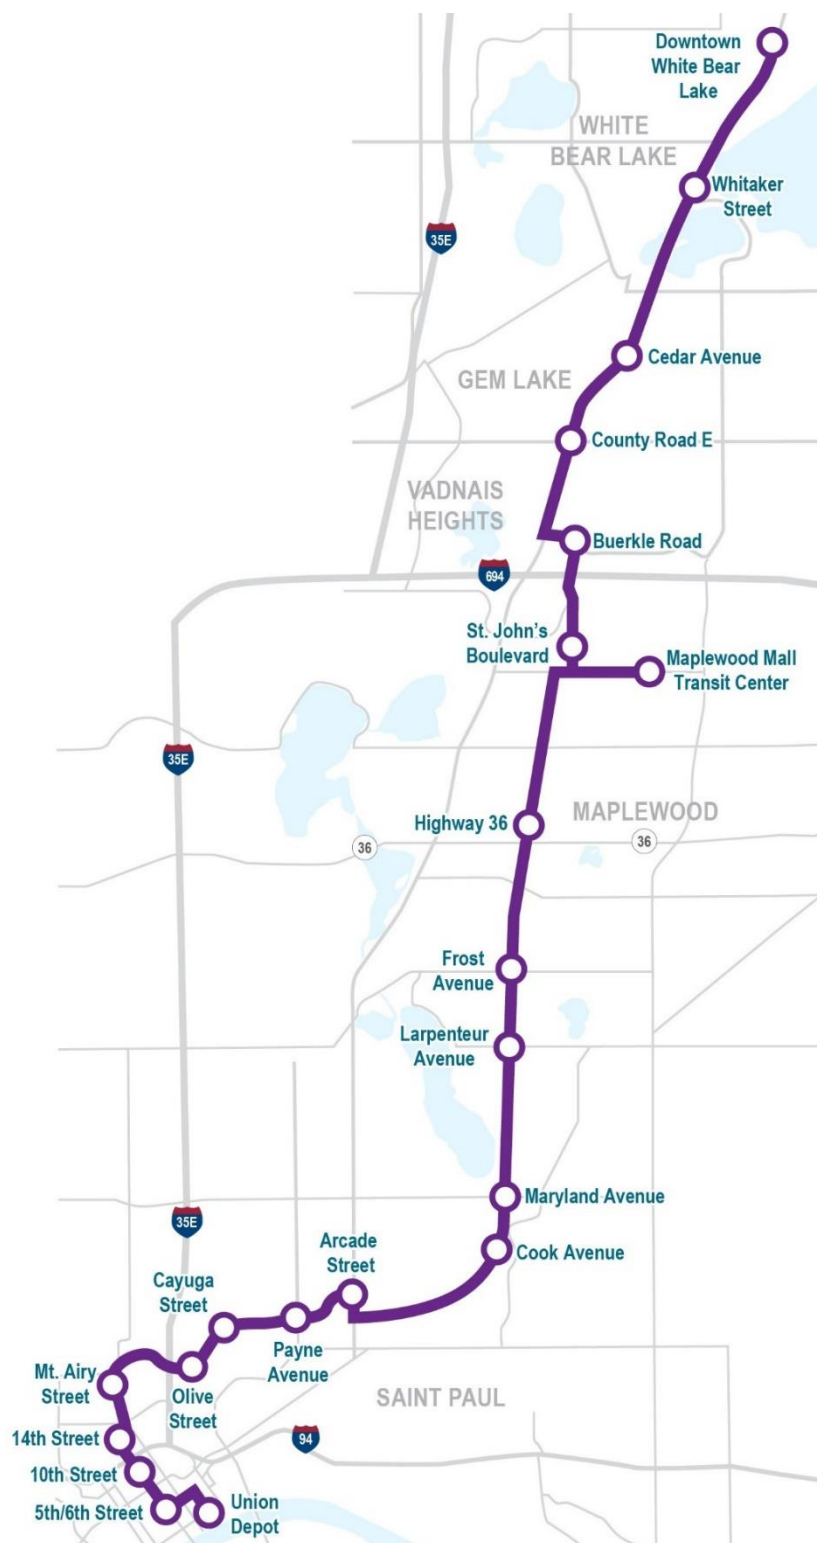 Downtown
White Bear
Lake
WHITE
BEAR LAKE
Whitaker
Street
35E
Cedar Avenue
GEM LAKE
County Road E
VADNAIS
HEIGHTS
Buerkle Road
694
St. John's
Boulevard
Maplewood Mall
Transit Center
35E
Highway 36
MAPLEWOOD
36
36
Frost
Avenue
Larpenteur
Avenue
Maryland Avenue
35E
Arcade
Street
Cook Avenue
Cayuga
Street
Payne
Avenue
Mt. Airy
Street
Olive
Street
SAINT PAUL
14th Street
94
10th Street
5th/6th Street
Union
Depot